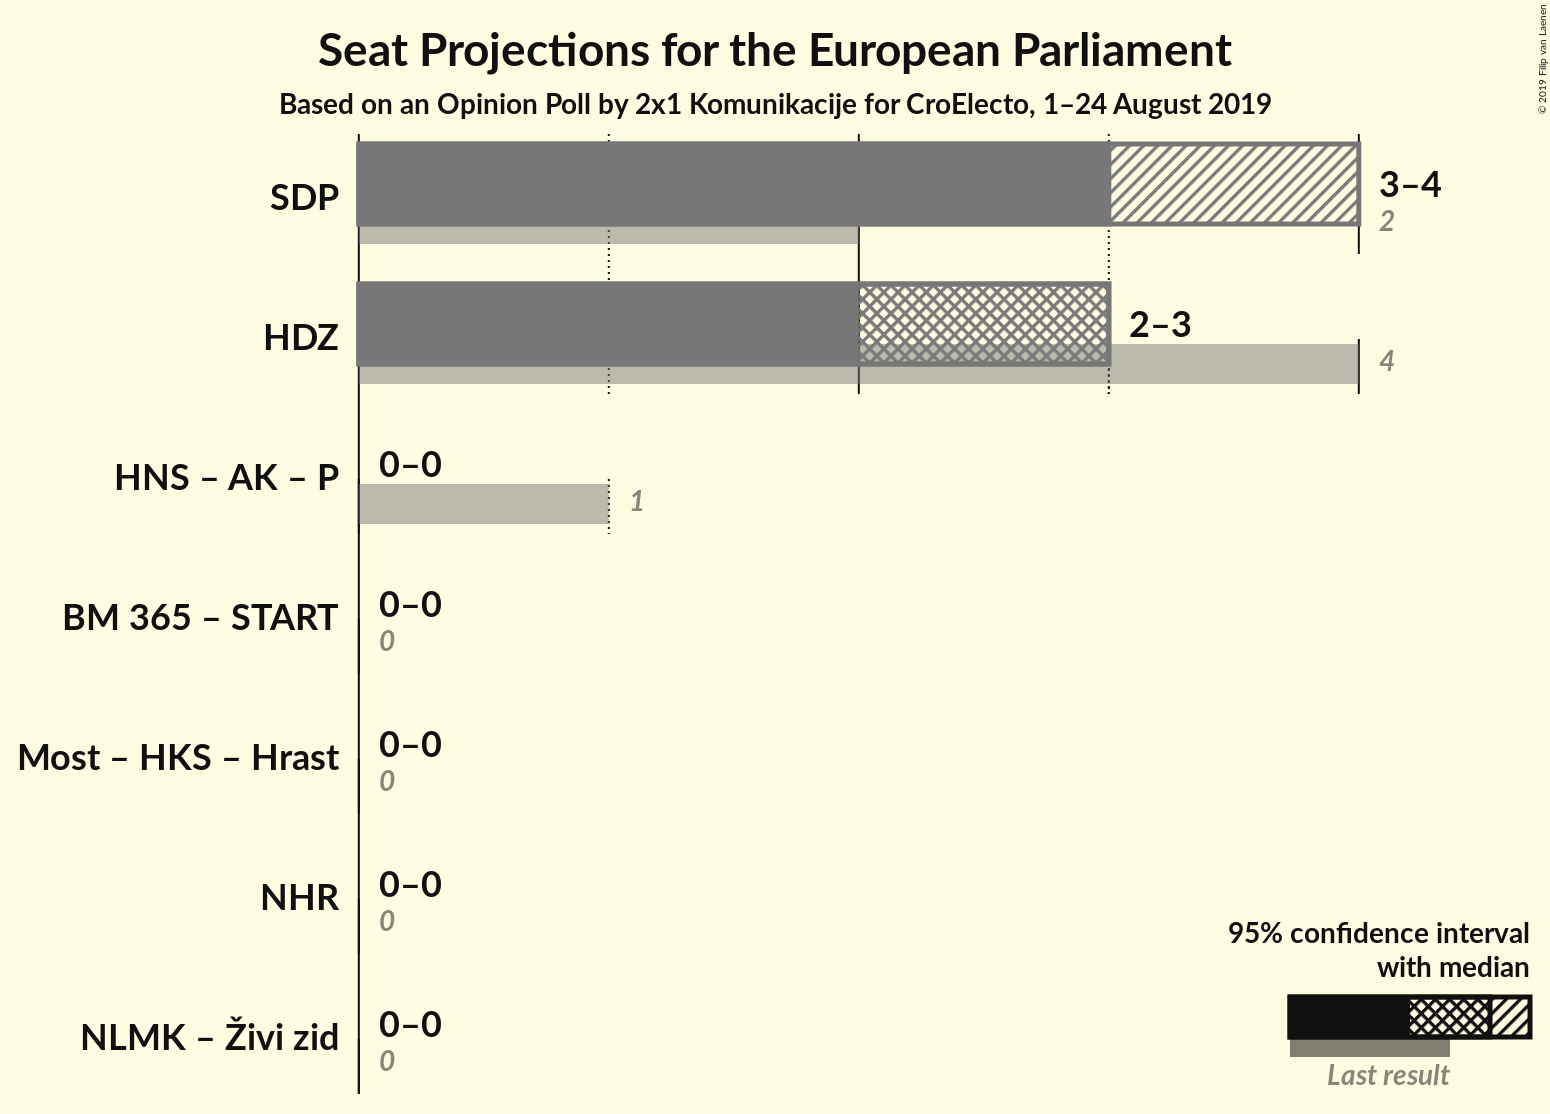 Seat Projections for the European Parliament
Based on an Opinion Poll by 2x1 Komunikacije for CroElecto, 1–24 August 2019
© 2019 Filip van Laenen
SDP
3–4
2
HDZ
2–3
4
HNS – AK – P
0–0
1
BM 365 – START
0–0
0
Most – HKS – Hrast
0–0
0
NHR
0–0
0
NLMK – Živi zid
0–0
0
95% confidence interval
with median
Last result